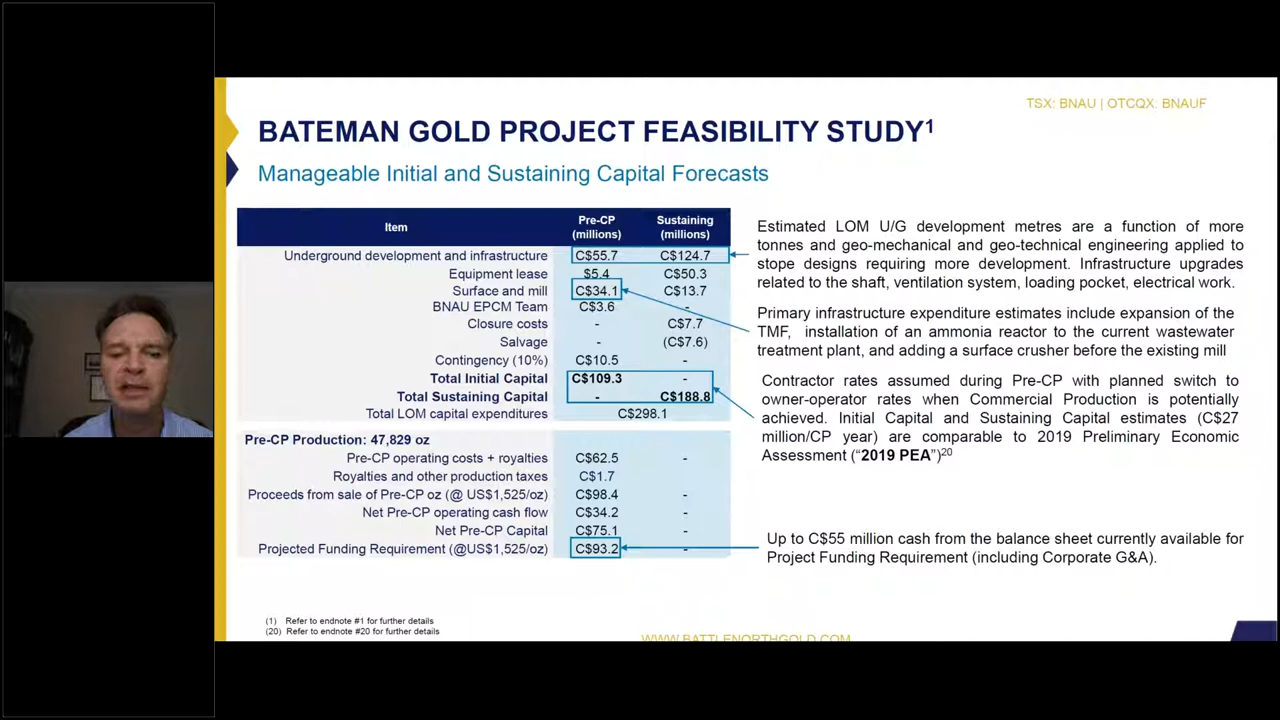 TSX: BNAU | OTCQX: BNAUF
BATEMAN GOLD PROJECT FEASIBILITY STUDY1
Manageable Initial and Sustaining Capital Forecasts
Item Pre-CP (millions) Sustaining (millions)
Underground development and infrastructure C$55.7 C$124.7
Equipment lease $5.4 C$50.3
Surface and mill C$34.1 C$13.7
BNAU EPCM Team C$3.6 -
Closure costs - C$7.7
Salvage - (C$7.6)
Contingency (10%) C$10.5 -
Total Initial Capital C$109.3 -
Total Sustaining Capital - C$188.8
Total LOM capital expenditures C$298.1
Pre-CP Production: 47,829 oz
Pre-CP operating costs + royalties C$62.5 -
Royalties and other production taxes C$1.7
Proceeds from sale of Pre-CP oz (@ US$1,525/oz) C$98.4 -
Net Pre-CP operating cash flow C$34.2 -
Net Pre-CP Capital C$75.1 -
Projected Funding Requirement (@US$1,525/oz) C$93.2 -
Estimated LOM U/G development metres are a function of more
tonnes and geo-mechanical and geo-technical engineering applied to
stope designs requiring more development. Infrastructure upgrades
related to the shaft, ventilation system, loading pocket, electrical work.
Primary infrastructure expenditure estimates include expansion of the
TMF, installation of an ammonia reactor to the current wastewater
treatment plant, and adding a surface crusher before the existing mill
Contractor rates assumed during Pre-CP with planned switch to
owner-operator rates when Commercial Production is potentially
achieved. Initial Capital and Sustaining Capital estimates (C$27
million/CP year) are comparable to 2019 Preliminary Economic
Assessment ("2019 PEA")20
Up to C$55 million cash from the balance sheet currently available for
Project Funding Requirement (including Corporate G&A).
(1) Refer to endnote #1 for further details
(20) Refer to endnote #20 for further details
WWW.BATTLENORTHGOLD.COM